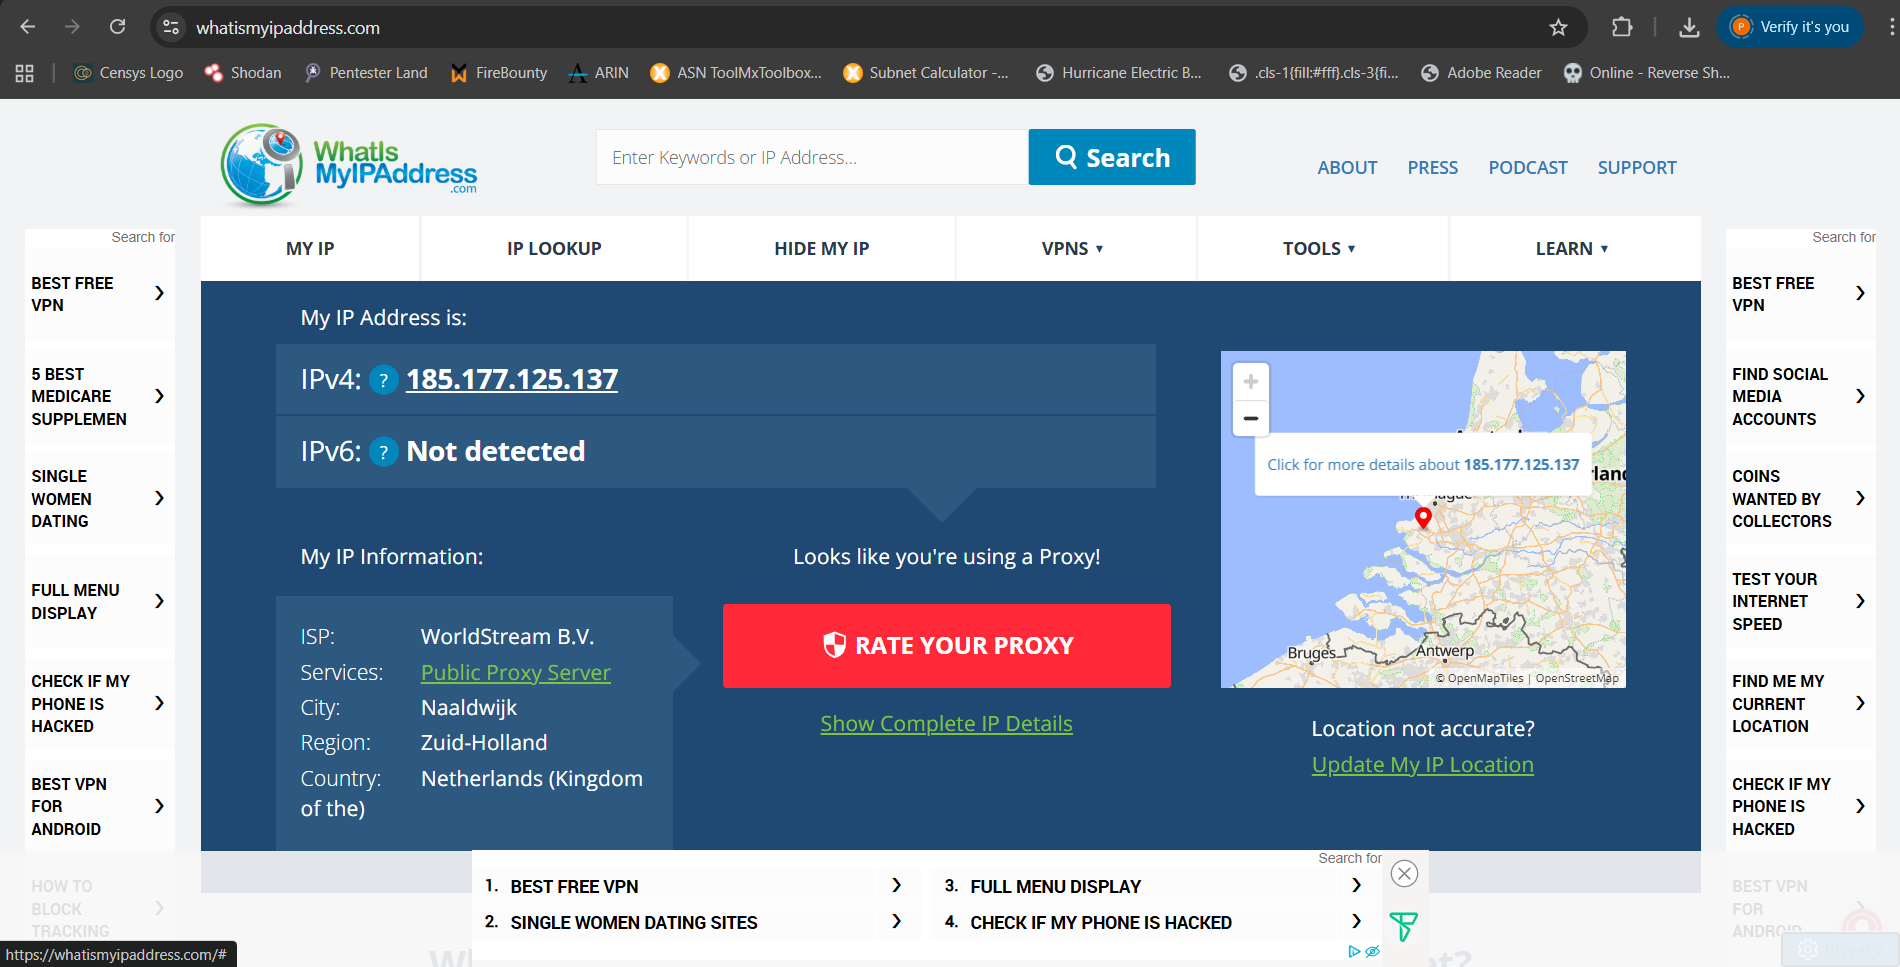 whatismyipaddress.com
Verify it's you
Censys Logo
Shodan
Pentester Land
FireBounty
ARIN
ASN ToolMxToolbox...
Subnet Calculator -...
Hurricane Electric B...
.cls-1{fill:#fff}.cls-3{fi...
Adobe Reader
Online - Reverse Sh...
WhatIs
MyIPAddress
.com
Enter Keywords or IP Address...
Search
ABOUT
PRESS
PODCAST
SUPPORT
MY IP
IP LOOKUP
HIDE MY IP
VPNS
TOOLS
LEARN
Search for
BEST FREE
VPN
5 BEST
MEDICARE
SUPPLEMEN
SINGLE
WOMEN
DATING
FULL MENU
DISPLAY
CHECK IF MY
PHONE IS
HACKED
BEST VPN
FOR
ANDROID
HOW TO
BLOCK
TRACKING
My IP Address is:
IPv4: ? 185.177.125.137
IPv6: ? Not detected
My IP Information:
ISP: WorldStream B.V.
Services: Public Proxy Server
City: Naaldwijk
Region: Zuid-Holland
Country: Netherlands (Kingdom
of the)
Looks like you're using a Proxy!
RATE YOUR PROXY
Show Complete IP Details
+
−
Click for more details about 185.177.125.137
Bruges
Antwerp
© OpenMapTiles | OpenStreetMap
Location not accurate?
Update My IP Location
Search for
BEST FREE
VPN
FIND SOCIAL
MEDIA
ACCOUNTS
COINS
WANTED BY
COLLECTORS
TEST YOUR
INTERNET
SPEED
FIND ME MY
CURRENT
LOCATION
CHECK IF MY
PHONE IS
HACKED
BEST VPN
FOR
ANDROID
Search for
1. BEST FREE VPN
2. SINGLE WOMEN DATING SITES
3. FULL MENU DISPLAY
4. CHECK IF MY PHONE IS HACKED
https://whatismyipaddress.com/#
Privacy